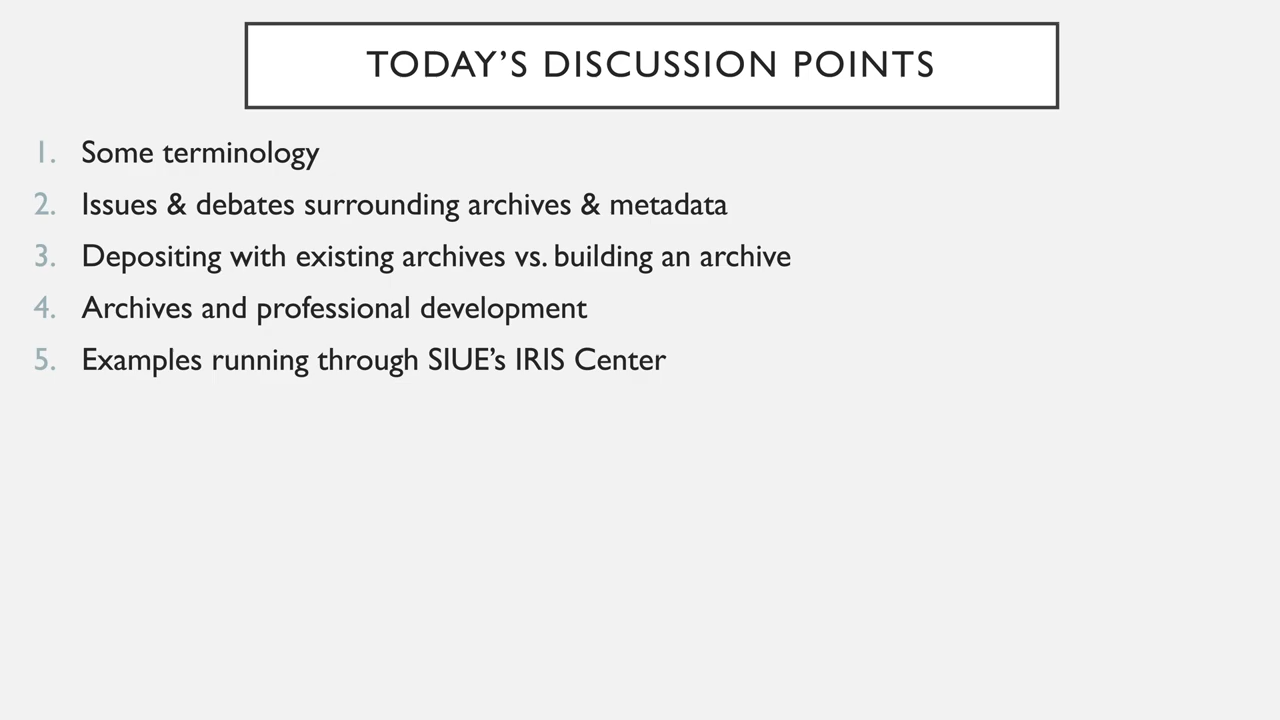 TODAY’S DISCUSSION POINTS
1. Some terminology
2. Issues & debates surrounding archives & metadata
3. Depositing with existing archives vs. building an archive
4. Archives and professional development
5. Examples running through SIUE’s IRIS Center